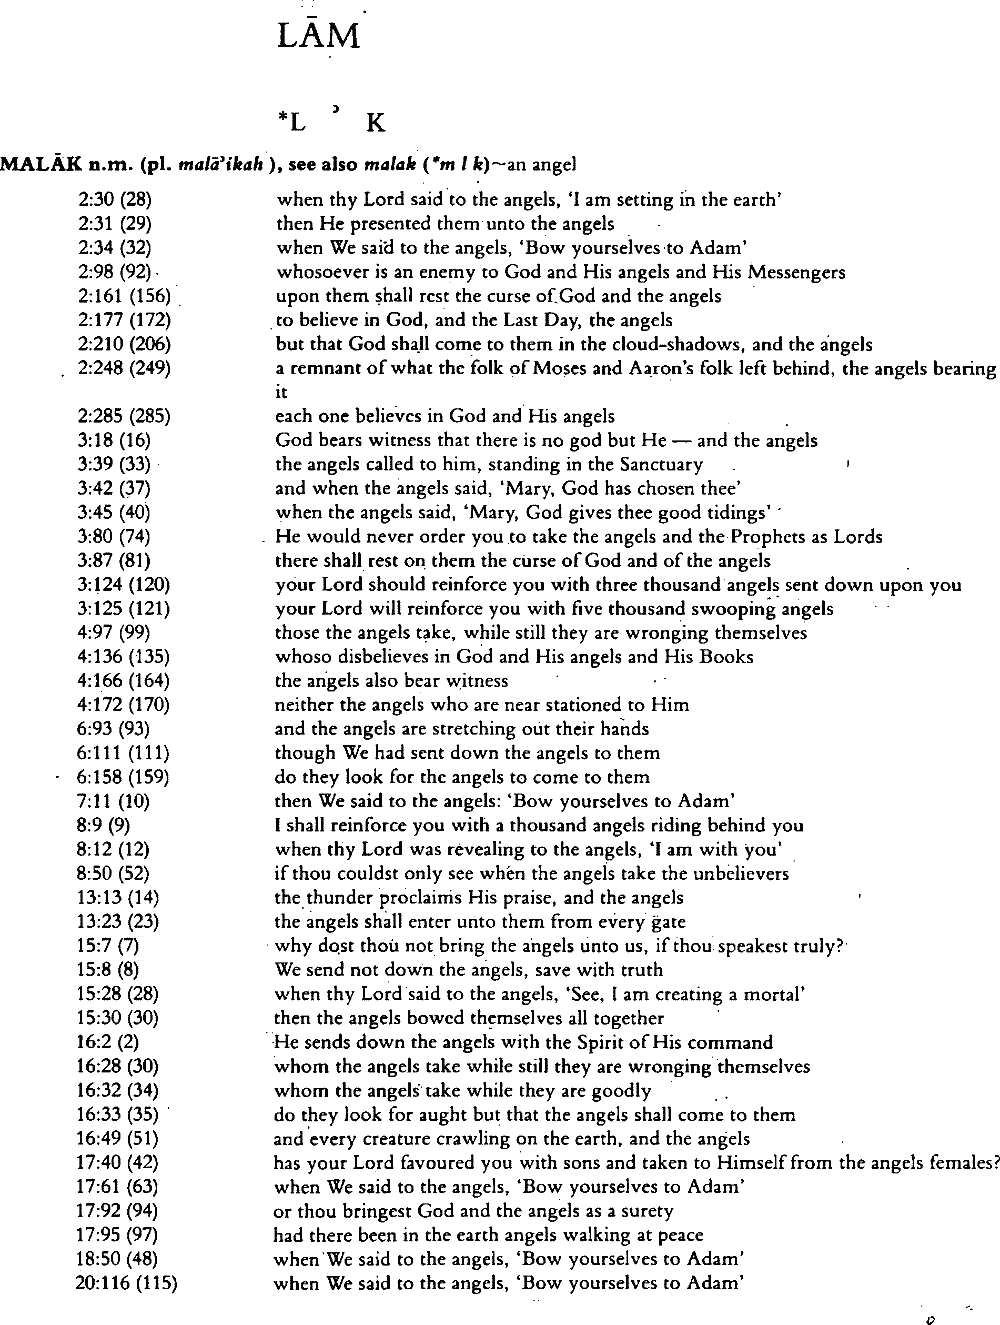 LĀM
*L ʾ K
MALĀK n.m. (pl. malāʾikah ), see also malak (*m l k)~an angel
2:30 (28) when thy Lord said to the angels, ‘I am setting in the earth’
2:31 (29) then He presented them unto the angels
2:34 (32) when We said to the angels, ‘Bow yourselves to Adam’
2:98 (92) whosoever is an enemy to God and His angels and His Messengers
2:161 (156) upon them shall rest the curse of God and the angels
2:177 (172) to believe in God, and the Last Day, the angels
2:210 (206) but that God shall come to them in the cloud-shadows, and the angels
2:248 (249) a remnant of what the folk of Moses and Aaron’s folk left behind, the angels bearing
it
2:285 (285) each one believes in God and His angels
3:18 (16) God bears witness that there is no god but He — and the angels
3:39 (33) the angels called to him, standing in the Sanctuary
3:42 (37) and when the angels said, ‘Mary, God has chosen thee’
3:45 (40) when the angels said, ‘Mary, God gives thee good tidings’
3:80 (74) He would never order you to take the angels and the Prophets as Lords
3:87 (81) there shall rest on them the curse of God and of the angels
3:124 (120) your Lord should reinforce you with three thousand angels sent down upon you
3:125 (121) your Lord will reinforce you with five thousand swooping angels
4:97 (99) those the angels take, while still they are wronging themselves
4:136 (135) whoso disbelieves in God and His angels and His Books
4:166 (164) the angels also bear witness
4:172 (170) neither the angels who are near stationed to Him
6:93 (93) and the angels are stretching out their hands
6:111 (111) though We had sent down the angels to them
6:158 (159) do they look for the angels to come to them
7:11 (10) then We said to the angels: ‘Bow yourselves to Adam’
8:9 (9) I shall reinforce you with a thousand angels riding behind you
8:12 (12) when thy Lord was revealing to the angels, ‘I am with you’
8:50 (52) if thou couldst only see when the angels take the unbelievers
13:13 (14) the thunder proclaims His praise, and the angels
13:23 (23) the angels shall enter unto them from every gate
15:7 (7) why dost thou not bring the angels unto us, if thou speakest truly?
15:8 (8) We send not down the angels, save with truth
15:28 (28) when thy Lord said to the angels, ‘See, I am creating a mortal’
15:30 (30) then the angels bowed themselves all together
16:2 (2) He sends down the angels with the Spirit of His command
16:28 (30) whom the angels take while still they are wronging themselves
16:32 (34) whom the angels take while they are goodly
16:33 (35) do they look for aught but that the angels shall come to them
16:49 (51) and every creature crawling on the earth, and the angels
17:40 (42) has your Lord favoured you with sons and taken to Himself from the angels females?
17:61 (63) when We said to the angels, ‘Bow yourselves to Adam’
17:92 (94) or thou bringest God and the angels as a surety
17:95 (97) had there been in the earth angels walking at peace
18:50 (48) when We said to the angels, ‘Bow yourselves to Adam’
20:116 (115) when We said to the angels, ‘Bow yourselves to Adam’